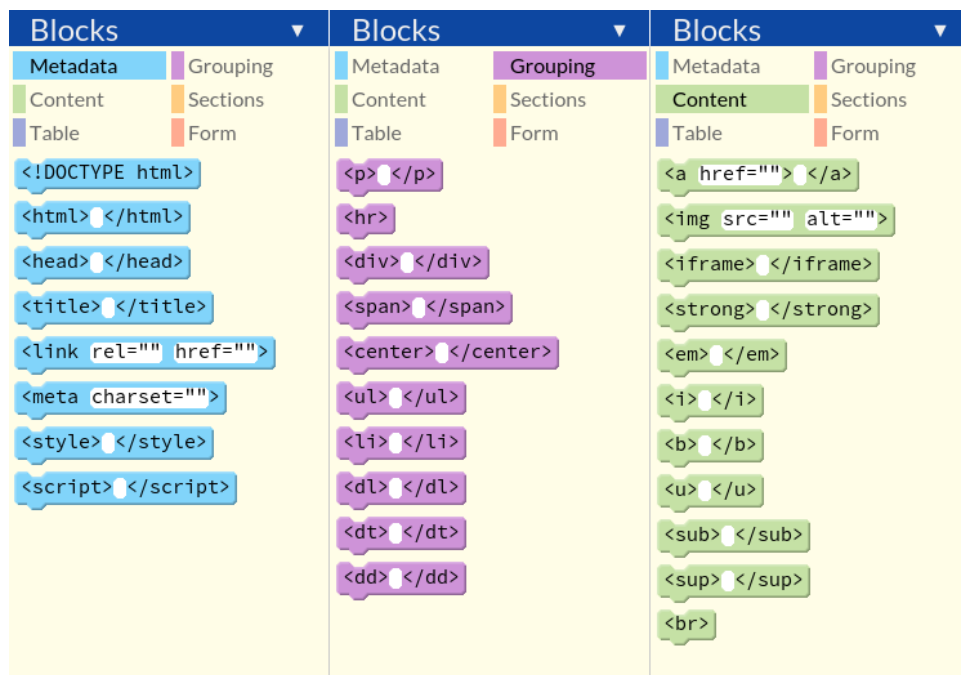 Blocks ▼
Metadata Grouping
Content Sections
Table Form
<!DOCTYPE html>
<html> </html>
<head> </head>
<title> </title>
<link rel="" href="">
<meta charset="">
<style> </style>
<script> </script>
Blocks ▼
Metadata Grouping
Content Sections
Table Form
<p> </p>
<hr>
<div> </div>
<span> </span>
<center> </center>
<ul> </ul>
<li> </li>
<dl> </dl>
<dt> </dt>
<dd> </dd>
Blocks ▼
Metadata Grouping
Content Sections
Table Form
<a href=""> </a>
<img src="" alt="">
<iframe> </iframe>
<strong> </strong>
<em> </em>
<i> </i>
<b> </b>
<u> </u>
<sub> </sub>
<sup> </sup>
<br>